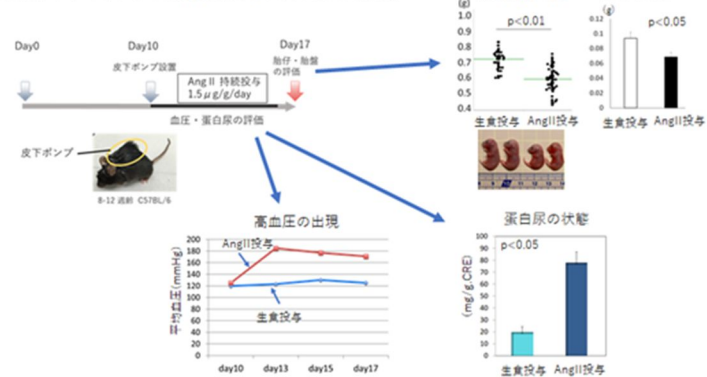 Day0
Day10
Day17
皮下ポンプ設置
胎仔・胎盤
の評価
AngⅡ 持続投与
1.5μg/g/day
血圧・蛋白尿の評価
皮下ポンプ
8-12 週齢 C57BL/6
(g)
1.0
0.9
0.8
0.7
0.6
0.5
0.4
p<0.01
生食投与 AngII投与
(g)
0.12
0.1
0.08
0.06
0.04
0.02
0
p<0.05
生食投与 AngII投与
高血圧の出現
平均血圧(mmHg)
200
180
160
140
120
100
80
60
40
20
0
AngII投与
生食投与
day10 day13 day15 day17
蛋白尿の状態
(mg/g.CRE)
100
90
80
70
60
50
40
30
20
10
0
p<0.05
生食投与 AngII投与